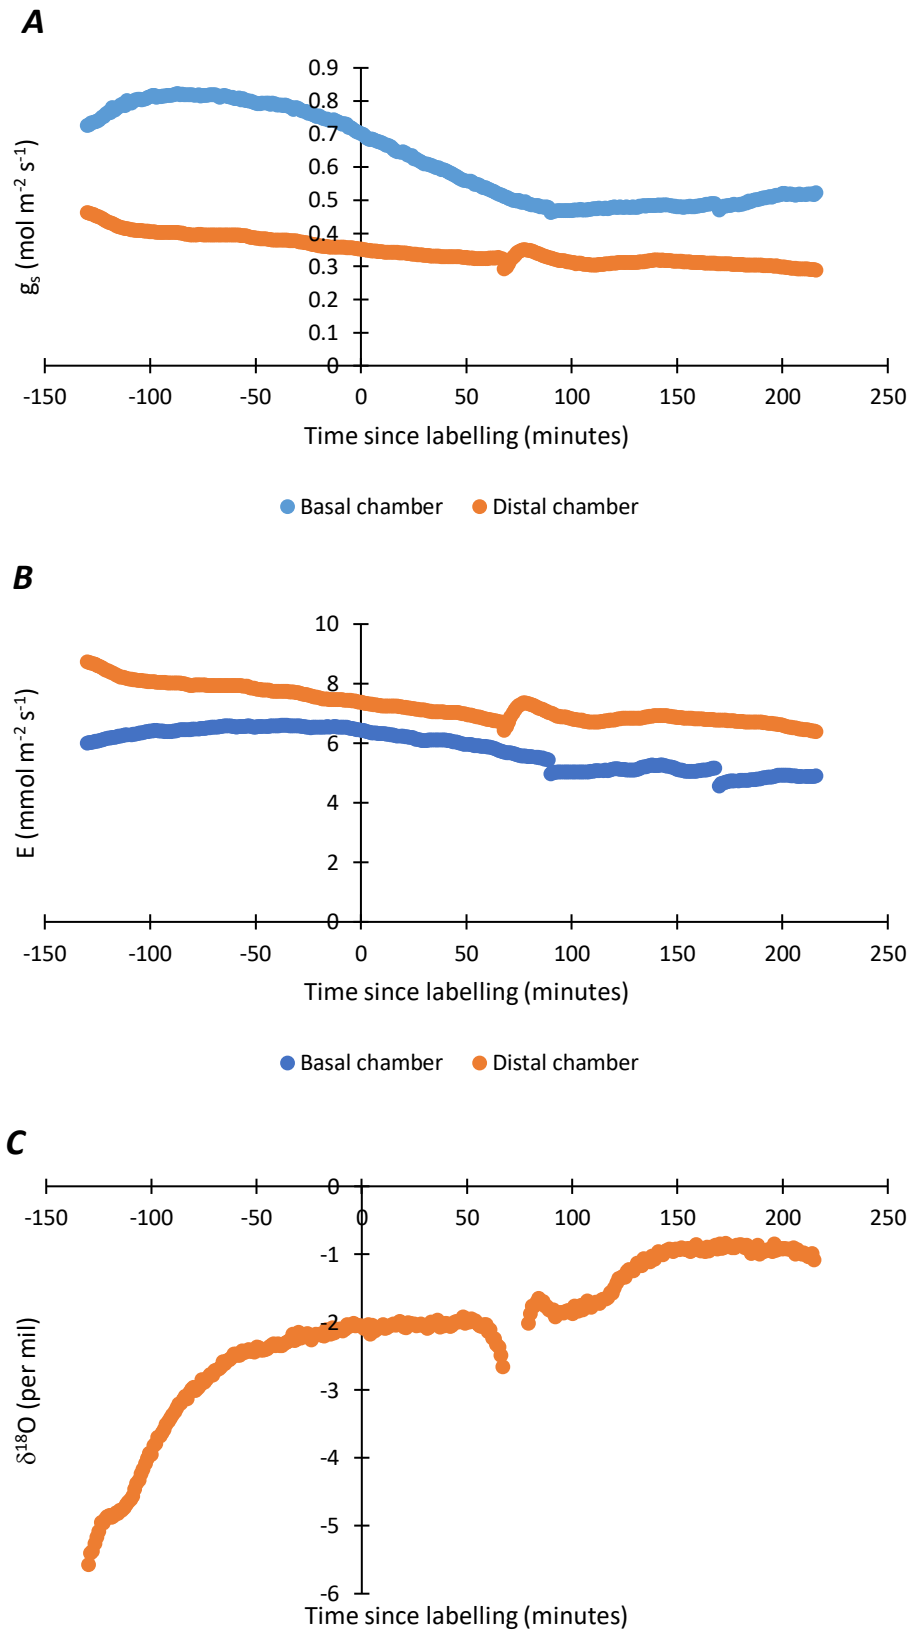 A
0.9
0.8
0.7
0.6
0.5
0.4
0.3
0.2
0.1
0
gs (mol m-2 s-1)
-150 -100 -50 0 50 100 150 200 250
Time since labelling (minutes)
Basal chamber Distal chamber
B
10
8
6
4
2
0
E (mmol m-2 s-1)
-150 -100 -50 0 50 100 150 200 250
Time since labelling (minutes)
Basal chamber Distal chamber
C
0
-150 -100 -50 0 50 100 150 200 250
-1
-2
-3
-4
-5
-6
δ18O (per mil)
Time since labelling (minutes)